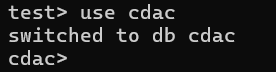 test> use cdac
switched to db cdac
cdac>